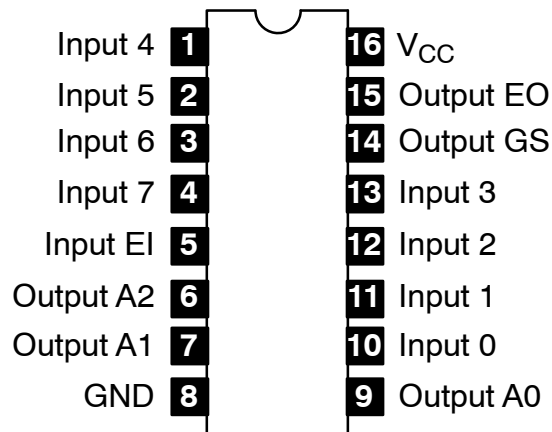 Input 4 1 16 VCC
Input 5 2 15 Output EO
Input 6 3 14 Output GS
Input 7 4 13 Input 3
Input EI 5 12 Input 2
Output A2 6 11 Input 1
Output A1 7 10 Input 0
GND 8 9 Output A0